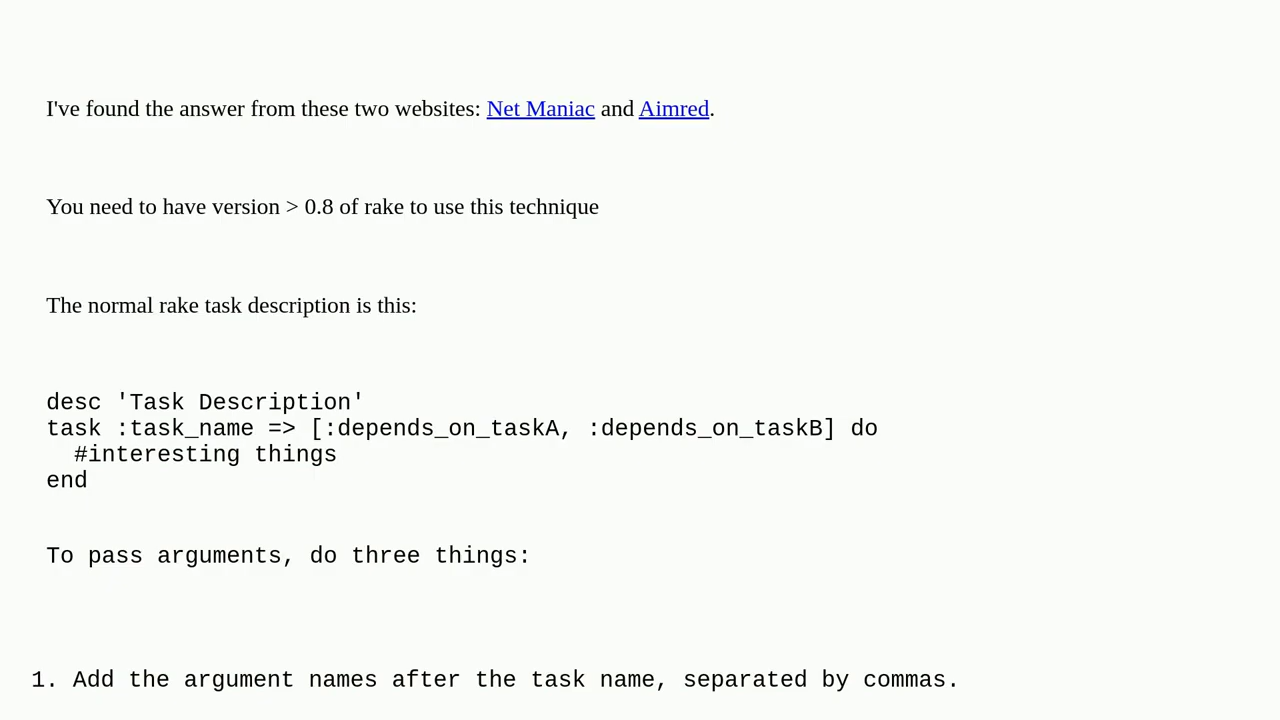 I've found the answer from these two websites: Net Maniac and Aimred.
You need to have version > 0.8 of rake to use this technique
The normal rake task description is this:
desc 'Task Description'
task :task_name => [:depends_on_taskA, :depends_on_taskB] do
  #interesting things
end
To pass arguments, do three things:
1. Add the argument names after the task name, separated by commas.